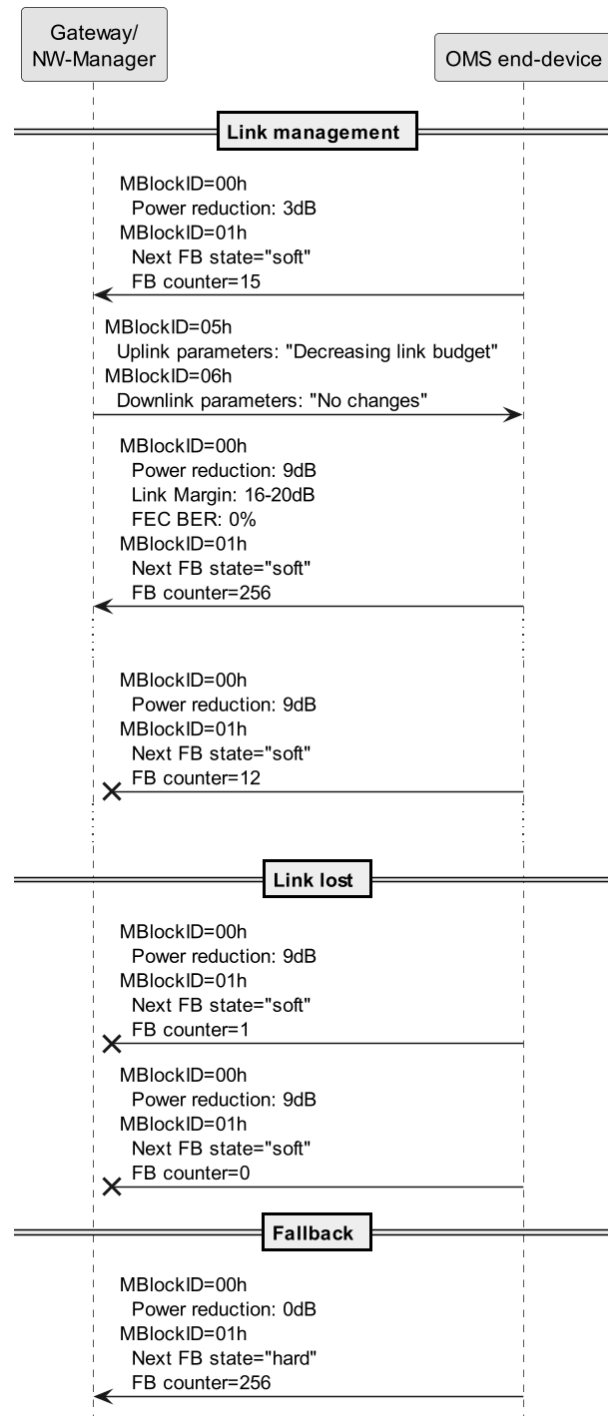 Gateway/
NW-Manager
OMS end-device
Link management
MBlockID=00h
Power reduction: 3dB
MBlockID=01h
Next FB state="soft"
FB counter=15
MBlockID=05h
Uplink parameters: "Decreasing link budget"
MBlockID=06h
Downlink parameters: "No changes"
MBlockID=00h
Power reduction: 9dB
Link Margin: 16-20dB
FEC BER: 0%
MBlockID=01h
Next FB state="soft"
FB counter=256
MBlockID=00h
Power reduction: 9dB
MBlockID=01h
Next FB state="soft"
FB counter=12
Link lost
MBlockID=00h
Power reduction: 9dB
MBlockID=01h
Next FB state="soft"
FB counter=1
MBlockID=00h
Power reduction: 9dB
MBlockID=01h
Next FB state="soft"
FB counter=0
Fallback
MBlockID=00h
Power reduction: 0dB
MBlockID=01h
Next FB state="hard"
FB counter=256